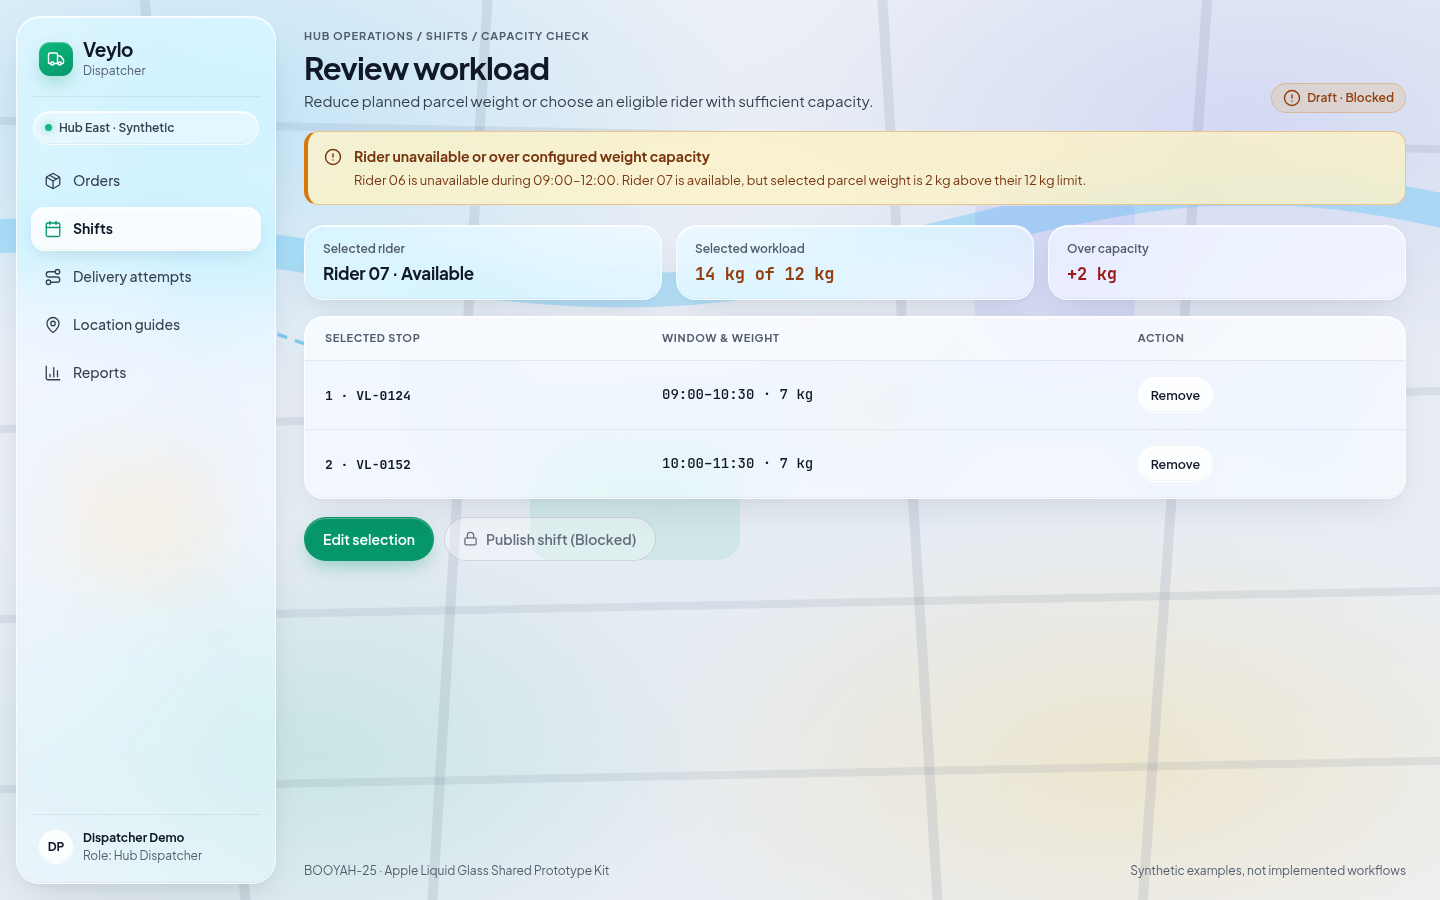 Veylo
Dispatcher
Hub East · Synthetic
Orders
Shifts
Delivery attempts
Location guides
Reports
DP
Dispatcher Demo
Role: Hub Dispatcher
HUB OPERATIONS / SHIFTS / CAPACITY CHECK
Review workload
Reduce planned parcel weight or choose an eligible rider with sufficient capacity.
Draft · Blocked
Rider unavailable or over configured weight capacity
Rider 06 is unavailable during 09:00–12:00. Rider 07 is available, but selected parcel weight is 2 kg above their 12 kg limit.
Selected rider
Rider 07 · Available
Selected workload
14 kg of 12 kg
Over capacity
+2 kg
SELECTED STOP WINDOW & WEIGHT ACTION
1 · VL-0124 09:00–10:30 · 7 kg Remove
2 · VL-0152 10:00–11:30 · 7 kg Remove
Edit selection
Publish shift (Blocked)
BOOYAH-25 · Apple Liquid Glass Shared Prototype Kit
Synthetic examples, not implemented workflows